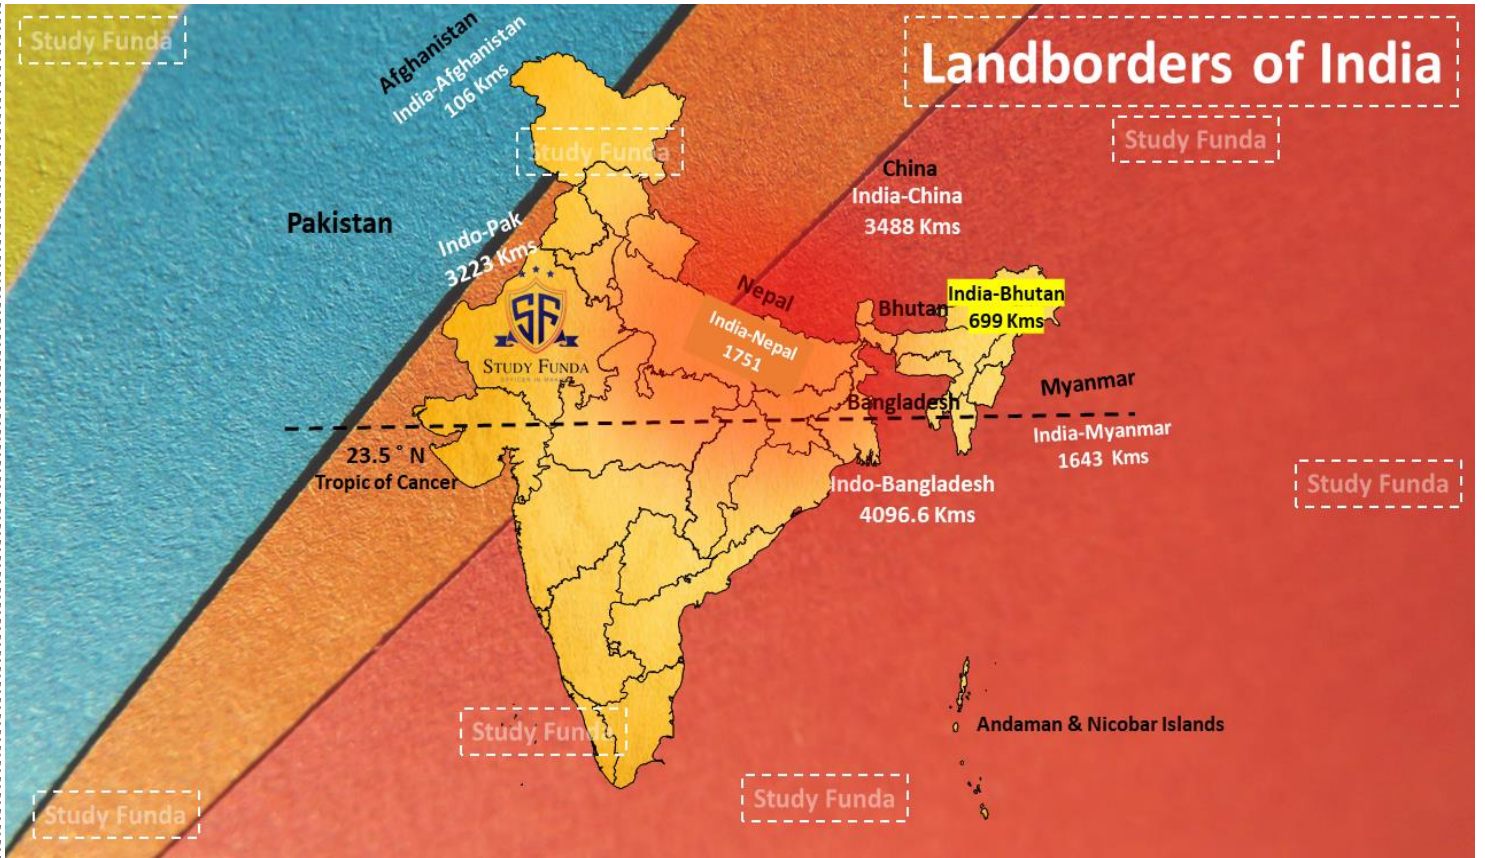 Study Funda
Landborders of India
Afghanistan
India-Afghanistan
106 Kms
Study Funda
Study Funda
China
India-China
3488 Kms
Pakistan
Indo-Pak
3223 Kms
Nepal
India-Nepal
1751
Bhutan
India-Bhutan
699 Kms
SF
STUDY FUNDA
Myanmar
Bangladesh
India-Myanmar
1643 Kms
23.5 ° N
Tropic of Cancer
Indo-Bangladesh
4096.6 Kms
Study Funda
Study Funda
Andaman & Nicobar Islands
Study Funda
Study Funda